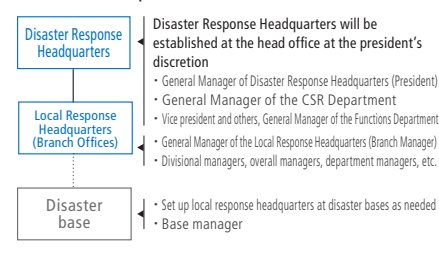 Disaster Response
Headquarters
Disaster Response Headquarters will be
established at the head office at the president's
discretion
・General Manager of Disaster Response Headquarters (President)
・General Manager of the CSR Department
・Vice president and others, General Manager of the Functions Department
Local Response
Headquarters
(Branch Offices)
・General Manager of the Local Response Headquarters (Branch Manager)
・Divisional managers, overall managers, department managers, etc.
Disaster
base
・Set up local response headquarters at disaster bases as needed
・Base manager